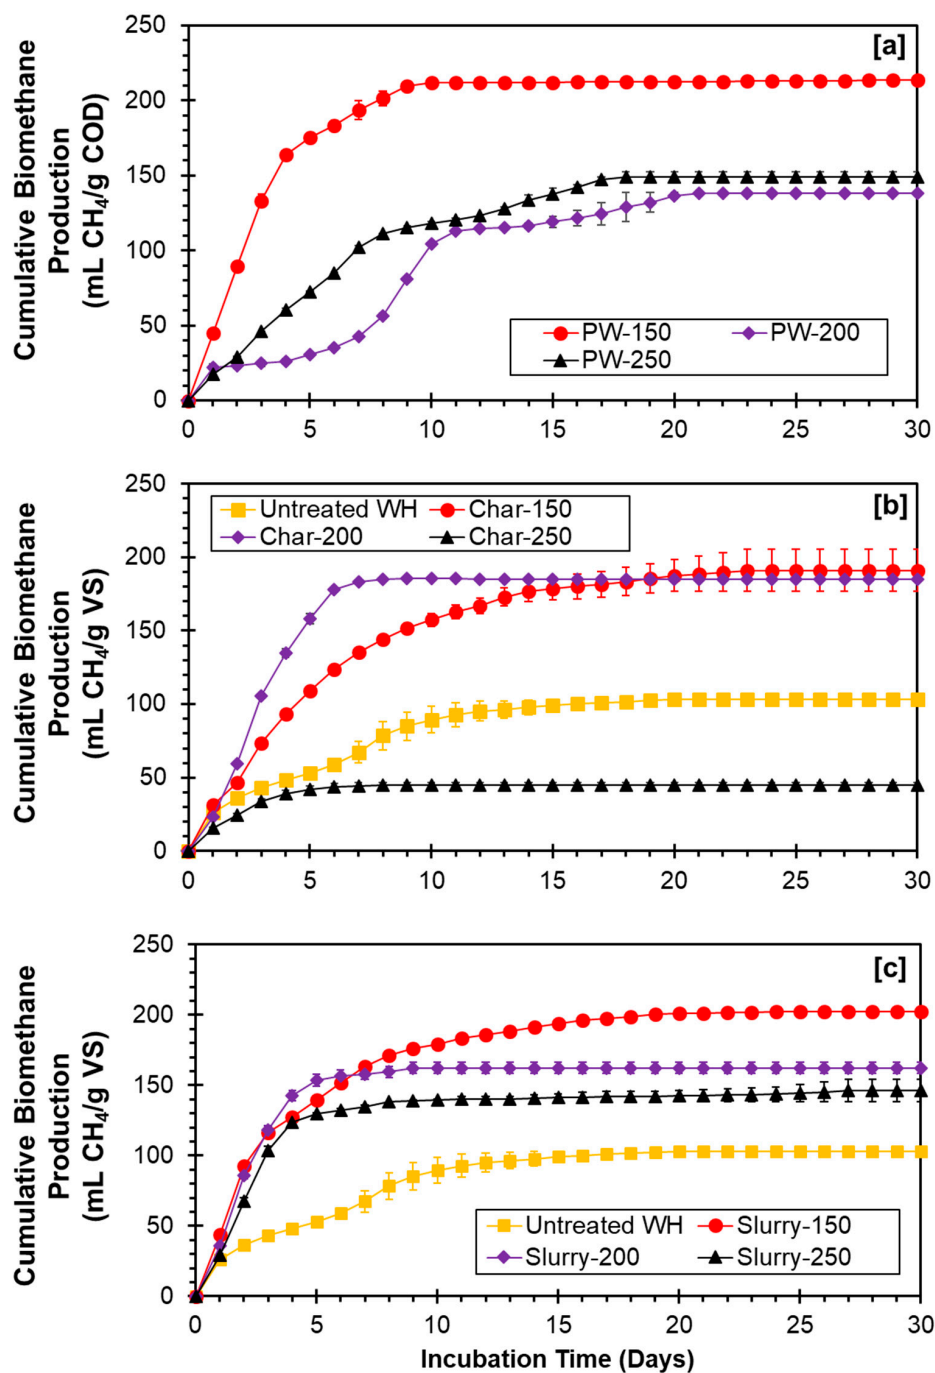 Cumulative Biomethane
Production
(mL CH₄/g COD)
250
200
150
100
50
0
[a]
PW-150 PW-200
PW-250
0 5 10 15 20 25 30
Cumulative Biomethane
Production
(mL CH₄/g VS)
250
200
150
100
50
0
[b]
Untreated WH Char-150
Char-200 Char-250
0 5 10 15 20 25 30
Cumulative Biomethane
Production
(mL CH₄/g VS)
250
200
150
100
50
0
[c]
Untreated WH Slurry-150
Slurry-200 Slurry-250
0 5 10 15 20 25 30
Incubation Time (Days)